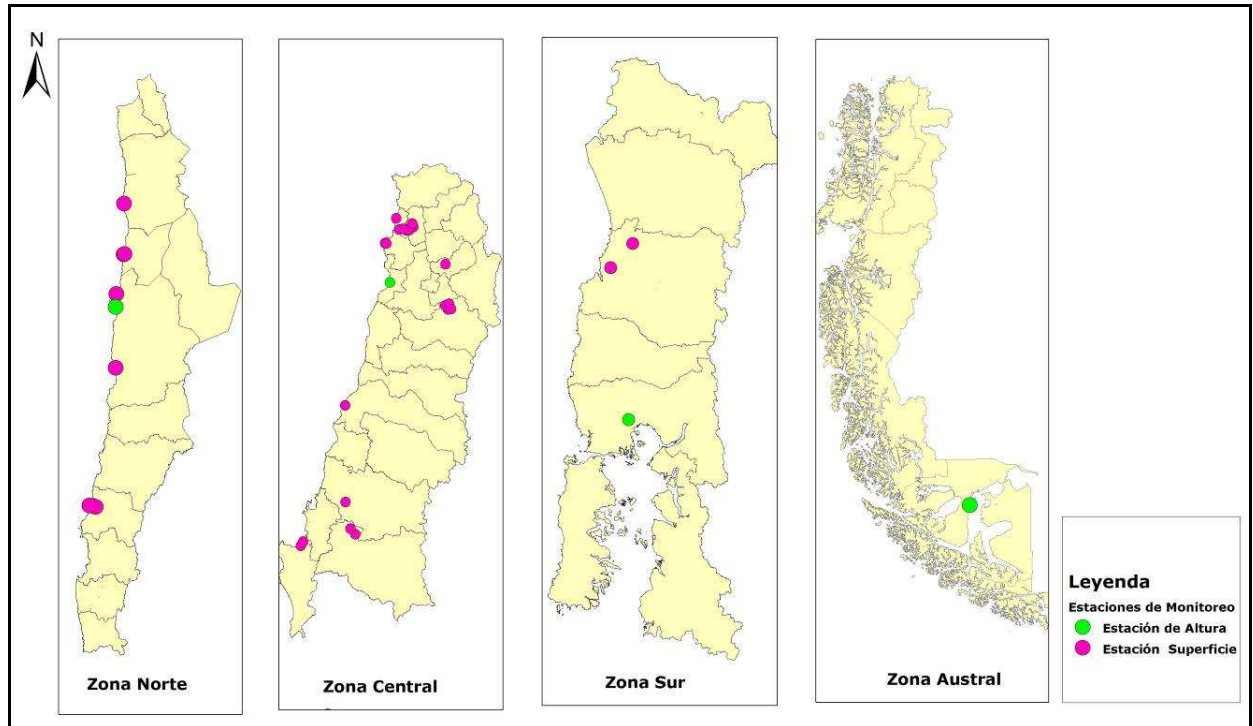 N
Zona Norte
Zona Central
Zona Sur
Zona Austral
Leyenda
Estaciones de Monitoreo
Estación de Altura
Estación Superficie